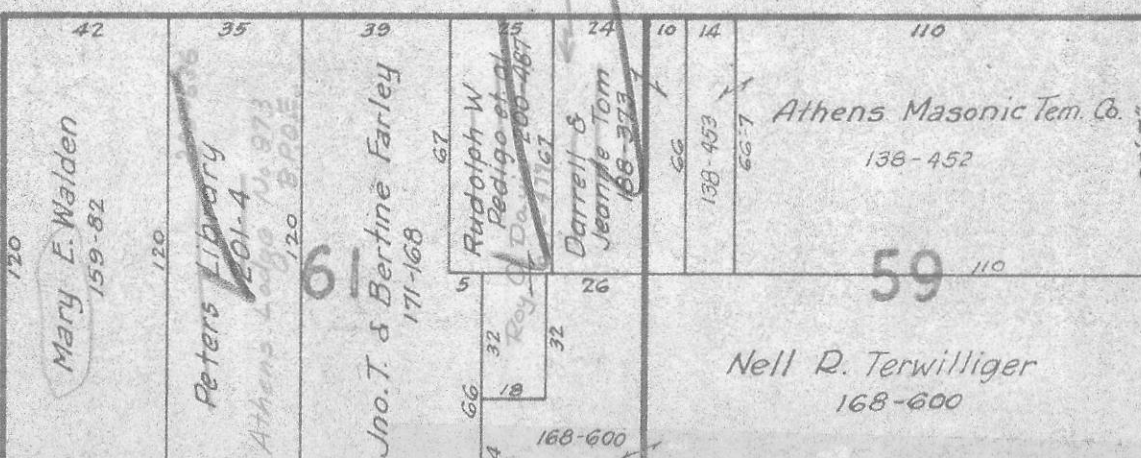 42
35
39
25
24
10
14
110
Mary E. Walden
159-82
120
120
Peters Library
201-4
Athens Lodge No 973
B.P.O.E.
120
61
Jno. T. & Bertine Farley
171-168
67
Rudolph W
Pedigo et al
200-487
Roy
Darrell &
Jeanne Tom
188-373
66
138-453
66-7
Athens Masonic Tem. Co.
138-452
5
26
32
32
18
66
168-600
59
110
Nell R. Terwilliger
168-600